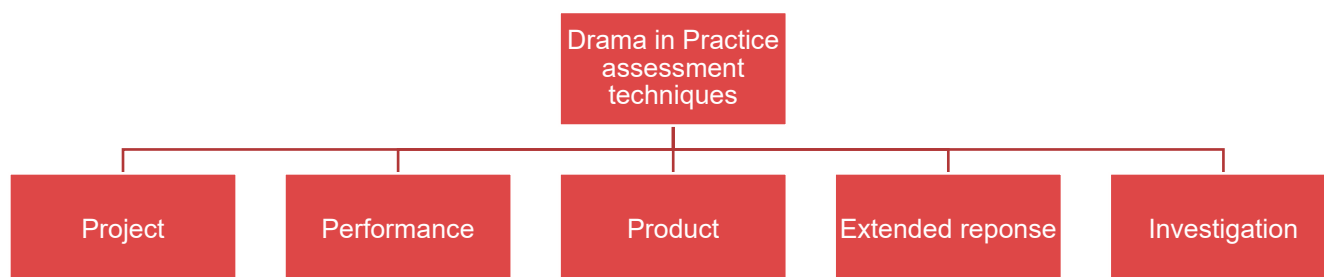 Drama in Practice
assessment
techniques
Project
Performance
Product
Extended reponse
Investigation